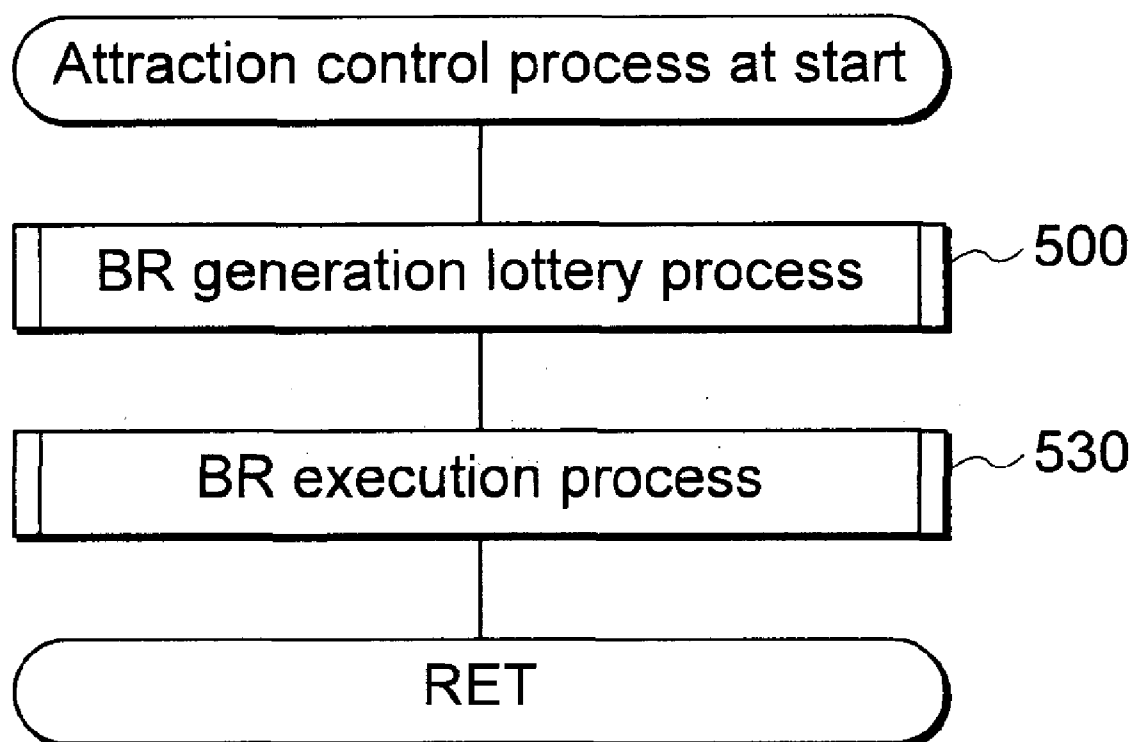 Attraction control process at start
BR generation lottery process
500
BR execution process
530
RET